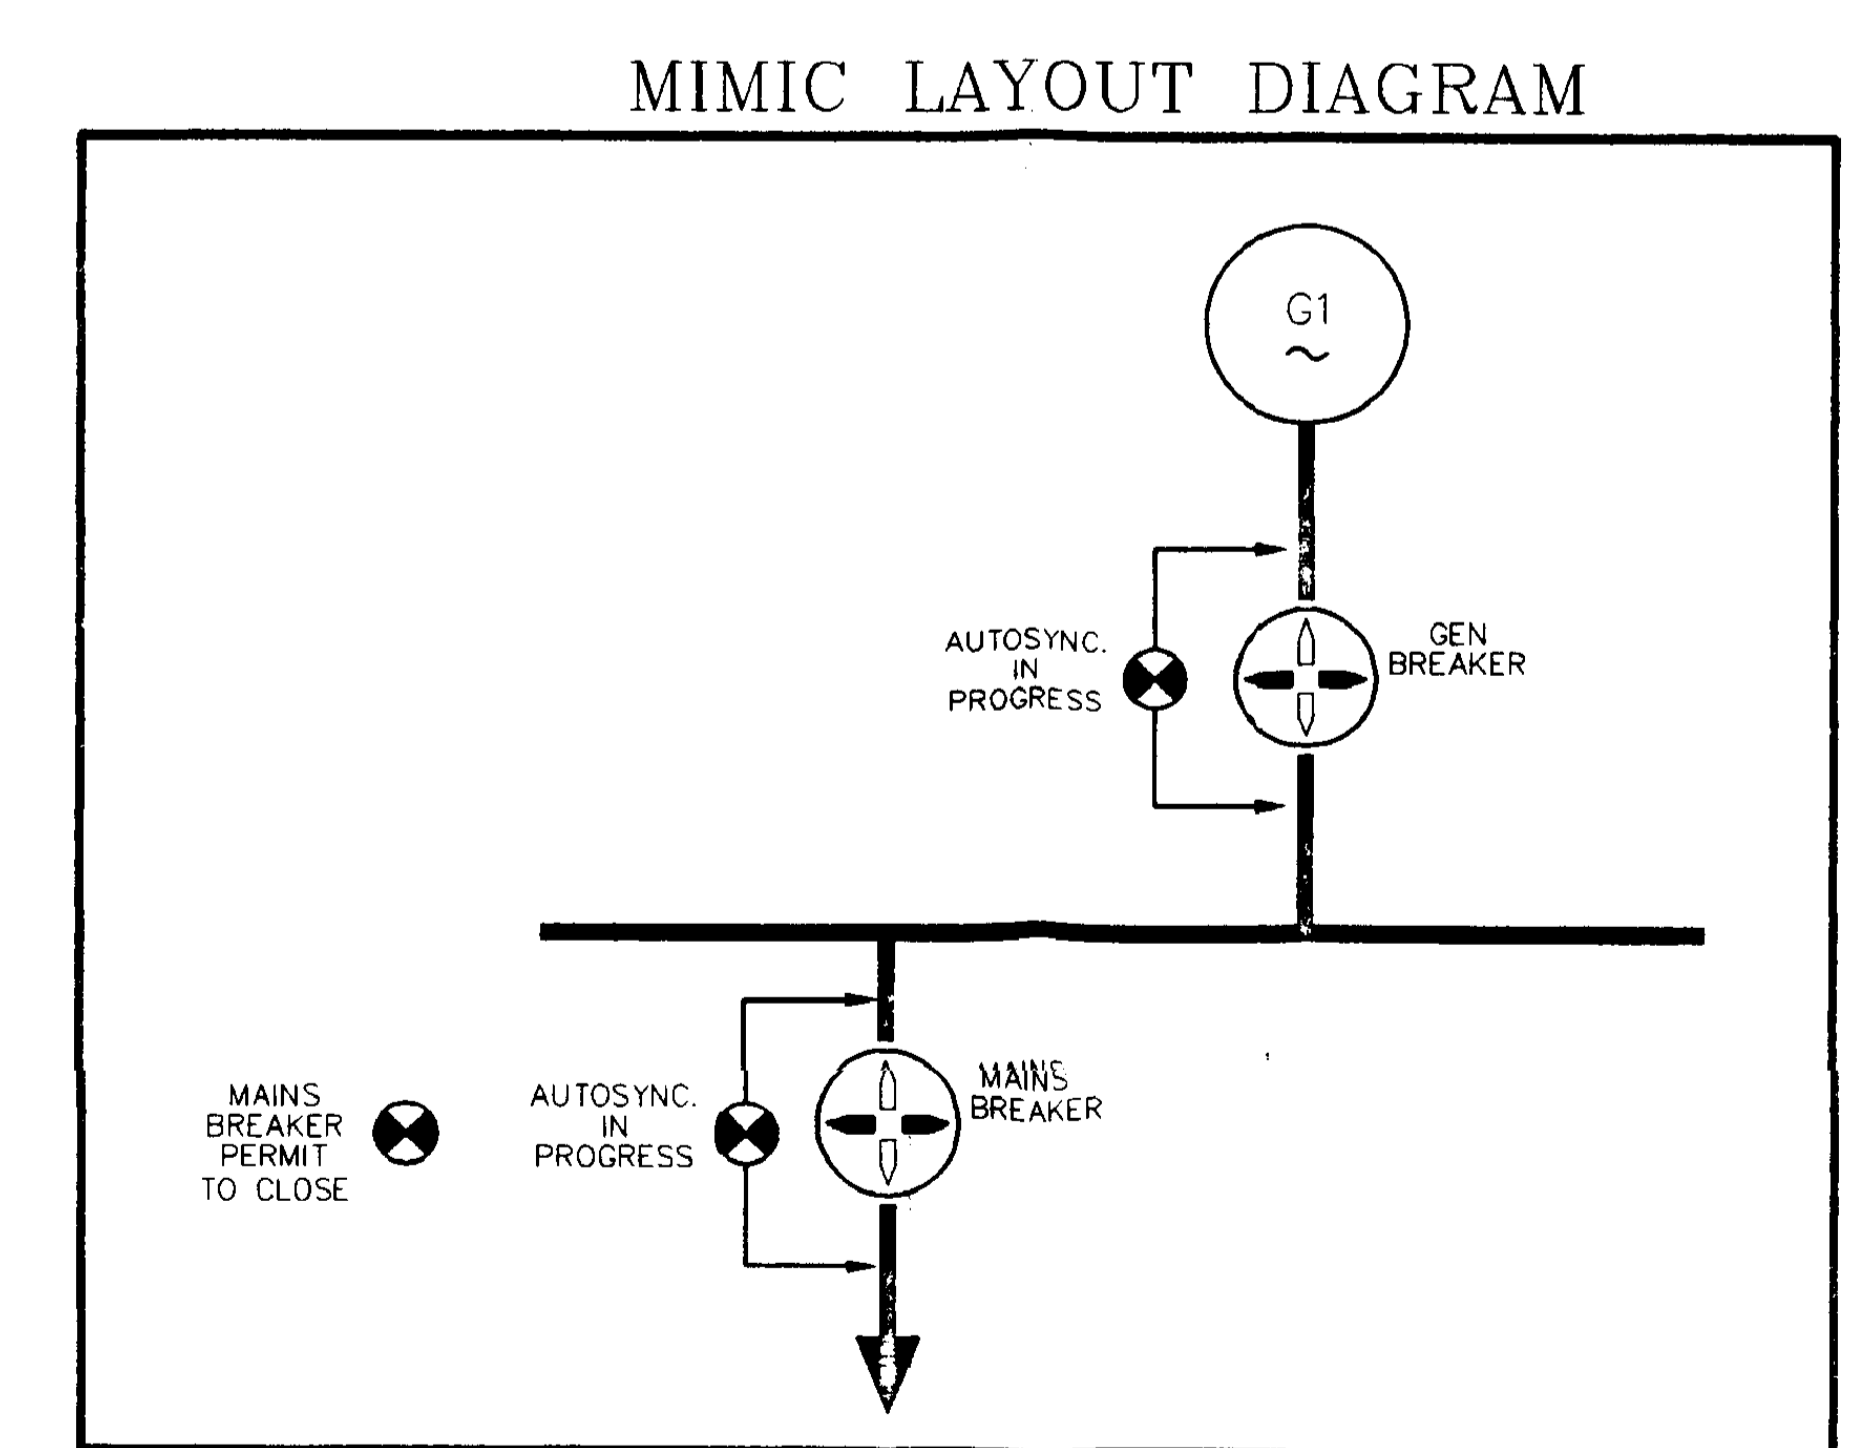 MIMIC LAYOUT DIAGRAM
G1
~
AUTOSYNC.
IN
PROGRESS
GEN
BREAKER
MAINS
BREAKER
PERMIT
TO CLOSE
AUTOSYNC.
IN
PROGRESS
MAINS
BREAKER